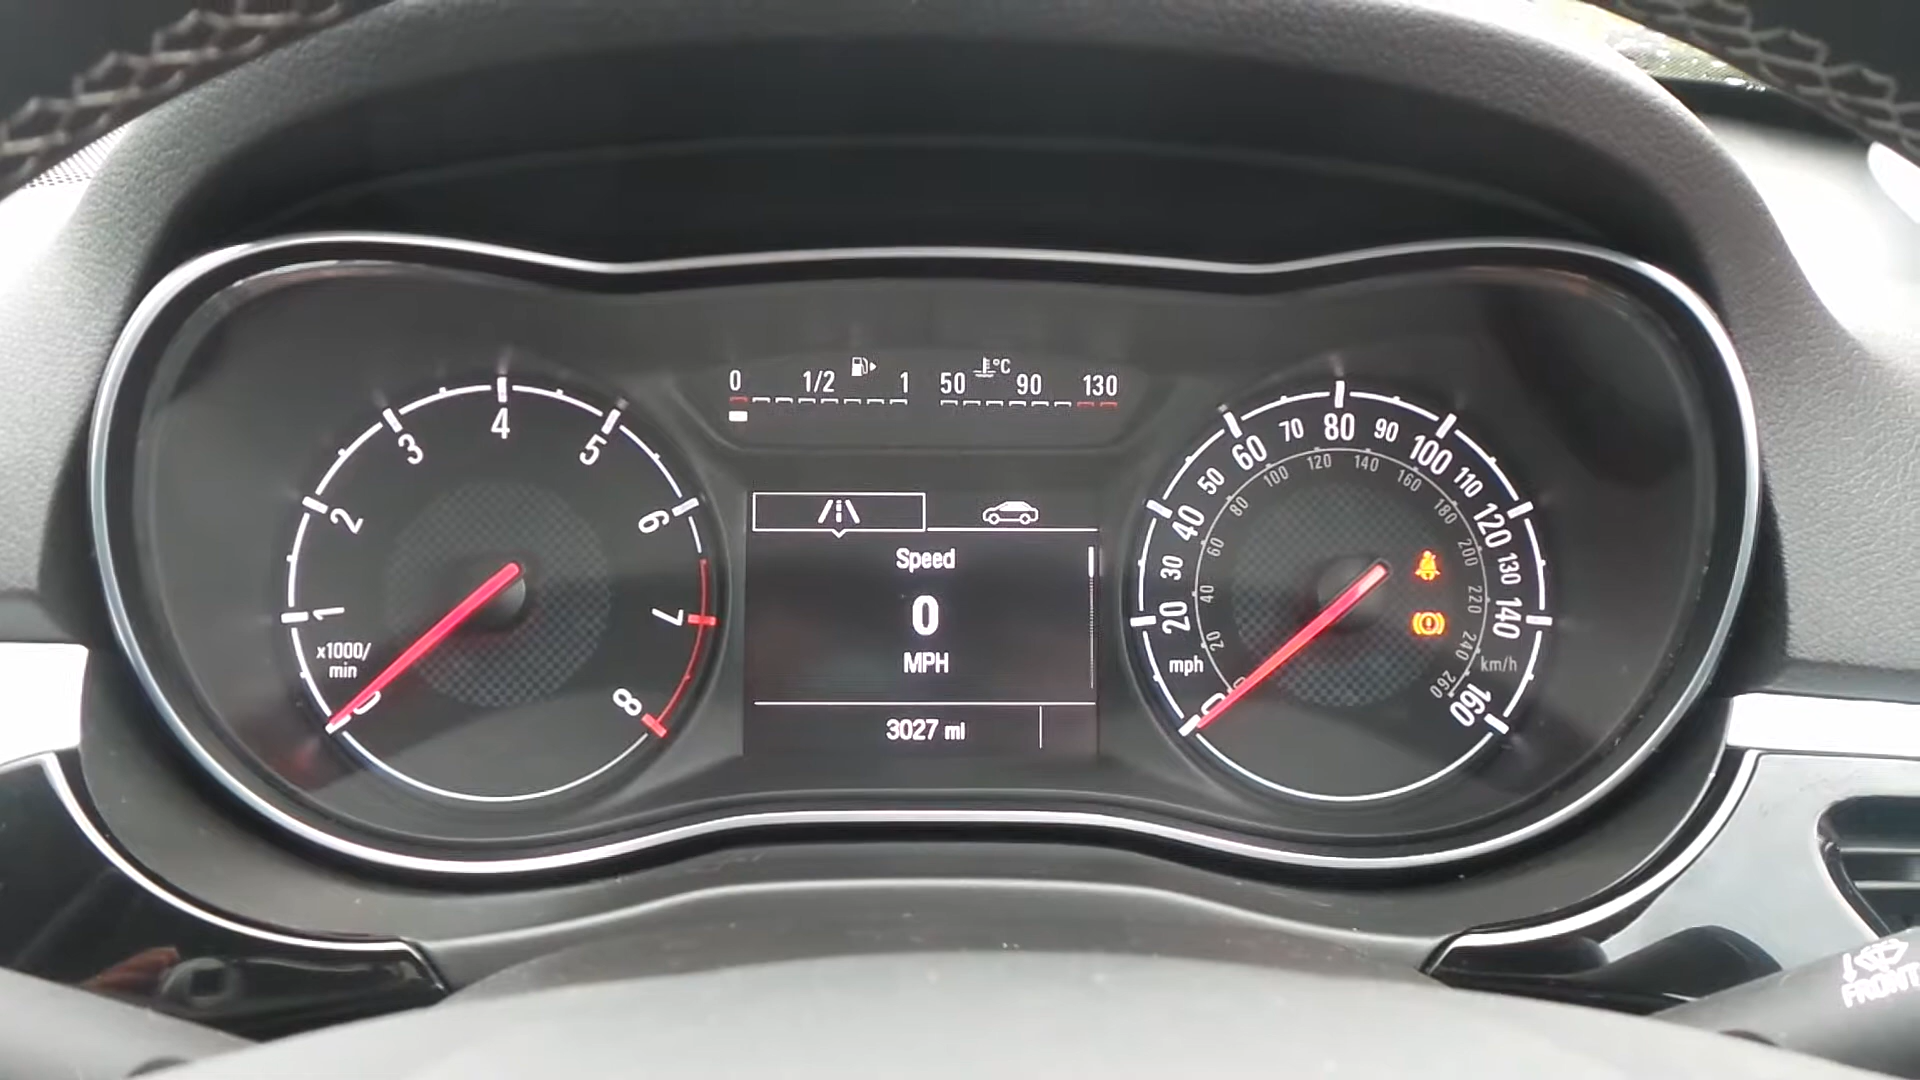 0 1/2 1
50 90 130
°C
0 1 2 3 4 5 6 7 8
x1000/
min
Speed
0
MPH
3027 mi
0 20 30 40 50 60 70 80 90 100 110 120 130 140 160
20 40 60 80 100 120 140 160 180 200 220 240 260
mph
km/h
FRONT